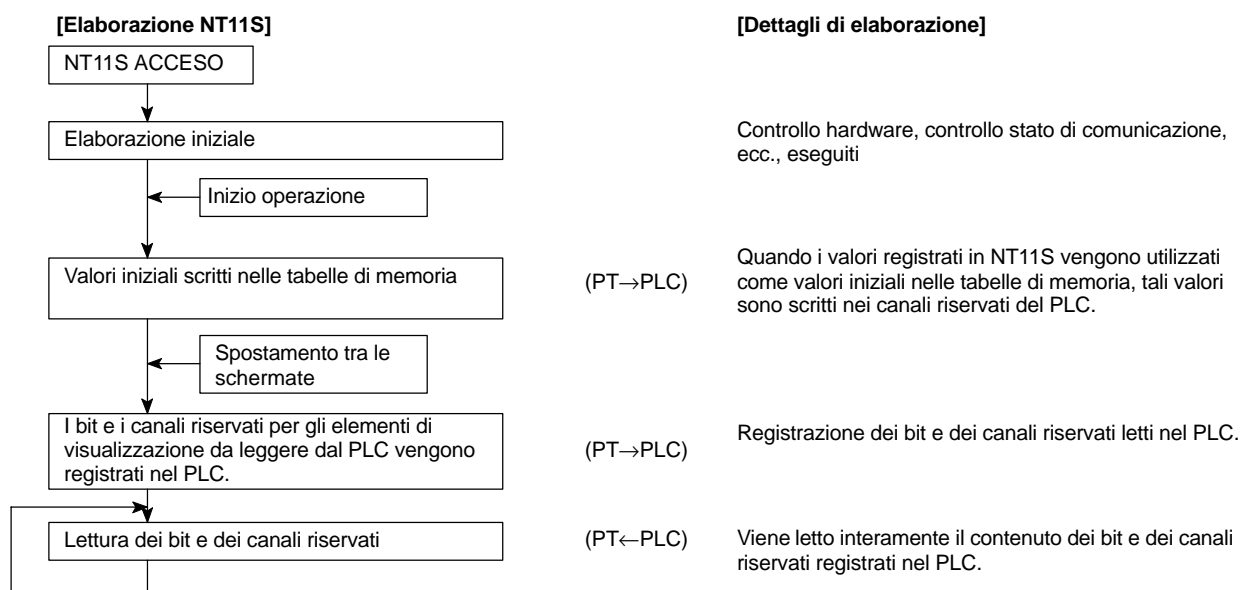 [Elaborazione NT11S]
[Dettagli di elaborazione]
NT11S ACCESO
Elaborazione iniziale
Controllo hardware, controllo stato di comunicazione,
ecc., eseguiti
Inizio operazione
Valori iniziali scritti nelle tabelle di memoria
(PT→PLC)
Quando i valori registrati in NT11S vengono utilizzati
come valori iniziali nelle tabelle di memoria, tali valori
sono scritti nei canali riservati del PLC.
Spostamento tra le
schermate
I bit e i canali riservati per gli elementi di
visualizzazione da leggere dal PLC vengono
registrati nel PLC.
(PT→PLC)
Registrazione dei bit e dei canali riservati letti nel PLC.
Lettura dei bit e dei canali riservati
(PT←PLC)
Viene letto interamente il contenuto dei bit e dei canali
riservati registrati nel PLC.